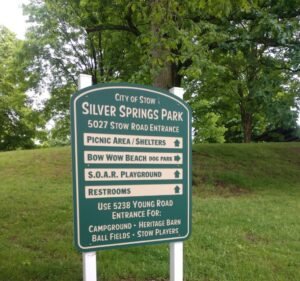 CITY OF STOW
SILVER SPRINGS PARK
5027 STOW ROAD ENTRANCE
PICNIC AREA / SHELTERS ↑
BOW WOW BEACH DOG PARK →
S.O.A.R. PLAYGROUND ↑
RESTROOMS ↑
USE 5238 YOUNG ROAD
ENTRANCE FOR:
CAMPGROUND · HERITAGE BARN
BALL FIELDS · STOW PLAYERS